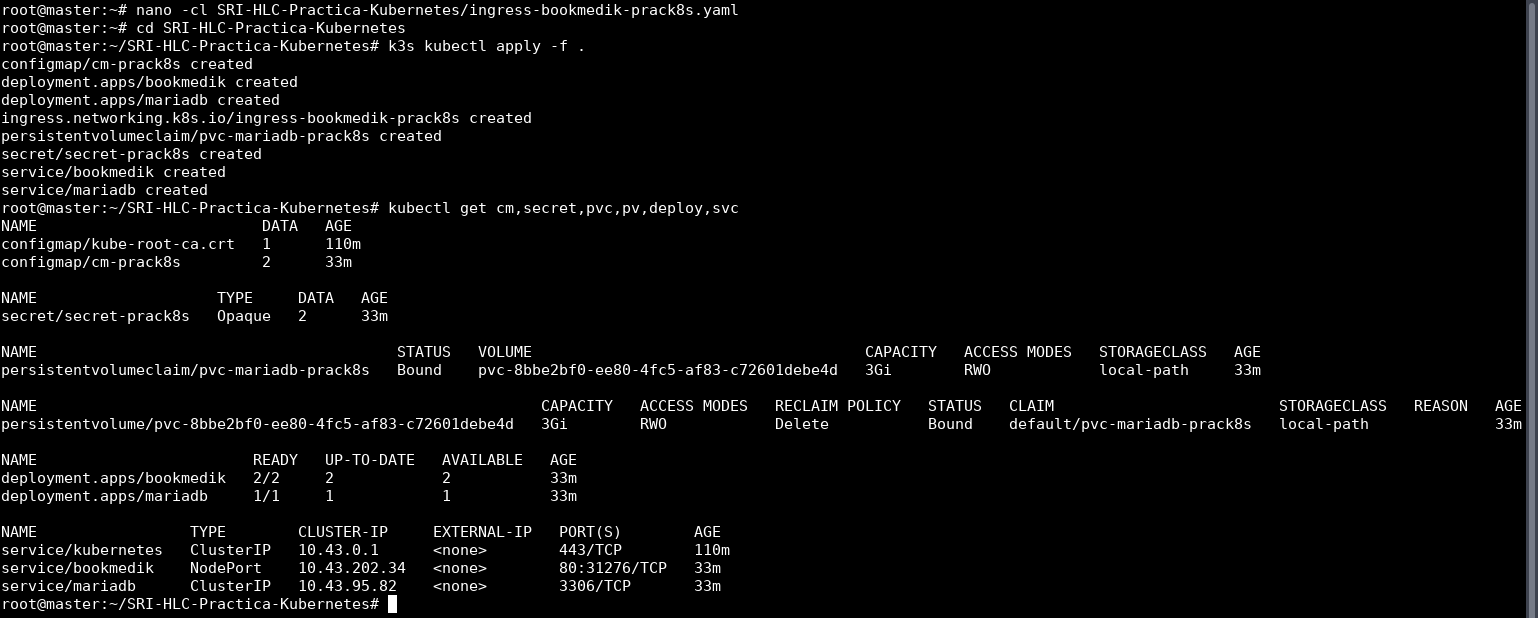 root@master:~# nano -cl SRI-HLC-Practica-Kubernetes/ingress-bookmedik-prack8s.yaml
root@master:~# cd SRI-HLC-Practica-Kubernetes
root@master:~/SRI-HLC-Practica-Kubernetes# k3s kubectl apply -f .
configmap/cm-prack8s created
deployment.apps/bookmedik created
deployment.apps/mariadb created
ingress.networking.k8s.io/ingress-bookmedik-prack8s created
persistentvolumeclaim/pvc-mariadb-prack8s created
secret/secret-prack8s created
service/bookmedik created
service/mariadb created
root@master:~/SRI-HLC-Practica-Kubernetes# kubectl get cm,secret,pvc,pv,deploy,svc
NAME                         DATA   AGE
configmap/kube-root-ca.crt   1      110m
configmap/cm-prack8s         2      33m

NAME                    TYPE     DATA   AGE
secret/secret-prack8s   Opaque   2      33m

NAME                                        STATUS   VOLUME                                     CAPACITY   ACCESS MODES   STORAGECLASS   AGE
persistentvolumeclaim/pvc-mariadb-prack8s   Bound    pvc-8bbe2bf0-ee80-4fc5-af83-c72601debe4d   3Gi        RWO            local-path     33m

NAME                                                        CAPACITY   ACCESS MODES   RECLAIM POLICY   STATUS   CLAIM                         STORAGECLASS   REASON   AGE
persistentvolume/pvc-8bbe2bf0-ee80-4fc5-af83-c72601debe4d   3Gi        RWO            Delete           Bound    default/pvc-mariadb-prack8s   local-path              33m

NAME                        READY   UP-TO-DATE   AVAILABLE   AGE
deployment.apps/bookmedik   2/2     2            2           33m
deployment.apps/mariadb     1/1     1            1           33m

NAME                 TYPE        CLUSTER-IP     EXTERNAL-IP   PORT(S)        AGE
service/kubernetes   ClusterIP   10.43.0.1      <none>        443/TCP        110m
service/bookmedik    NodePort    10.43.202.34   <none>        80:31276/TCP   33m
service/mariadb      ClusterIP   10.43.95.82    <none>        3306/TCP       33m
root@master:~/SRI-HLC-Practica-Kubernetes#